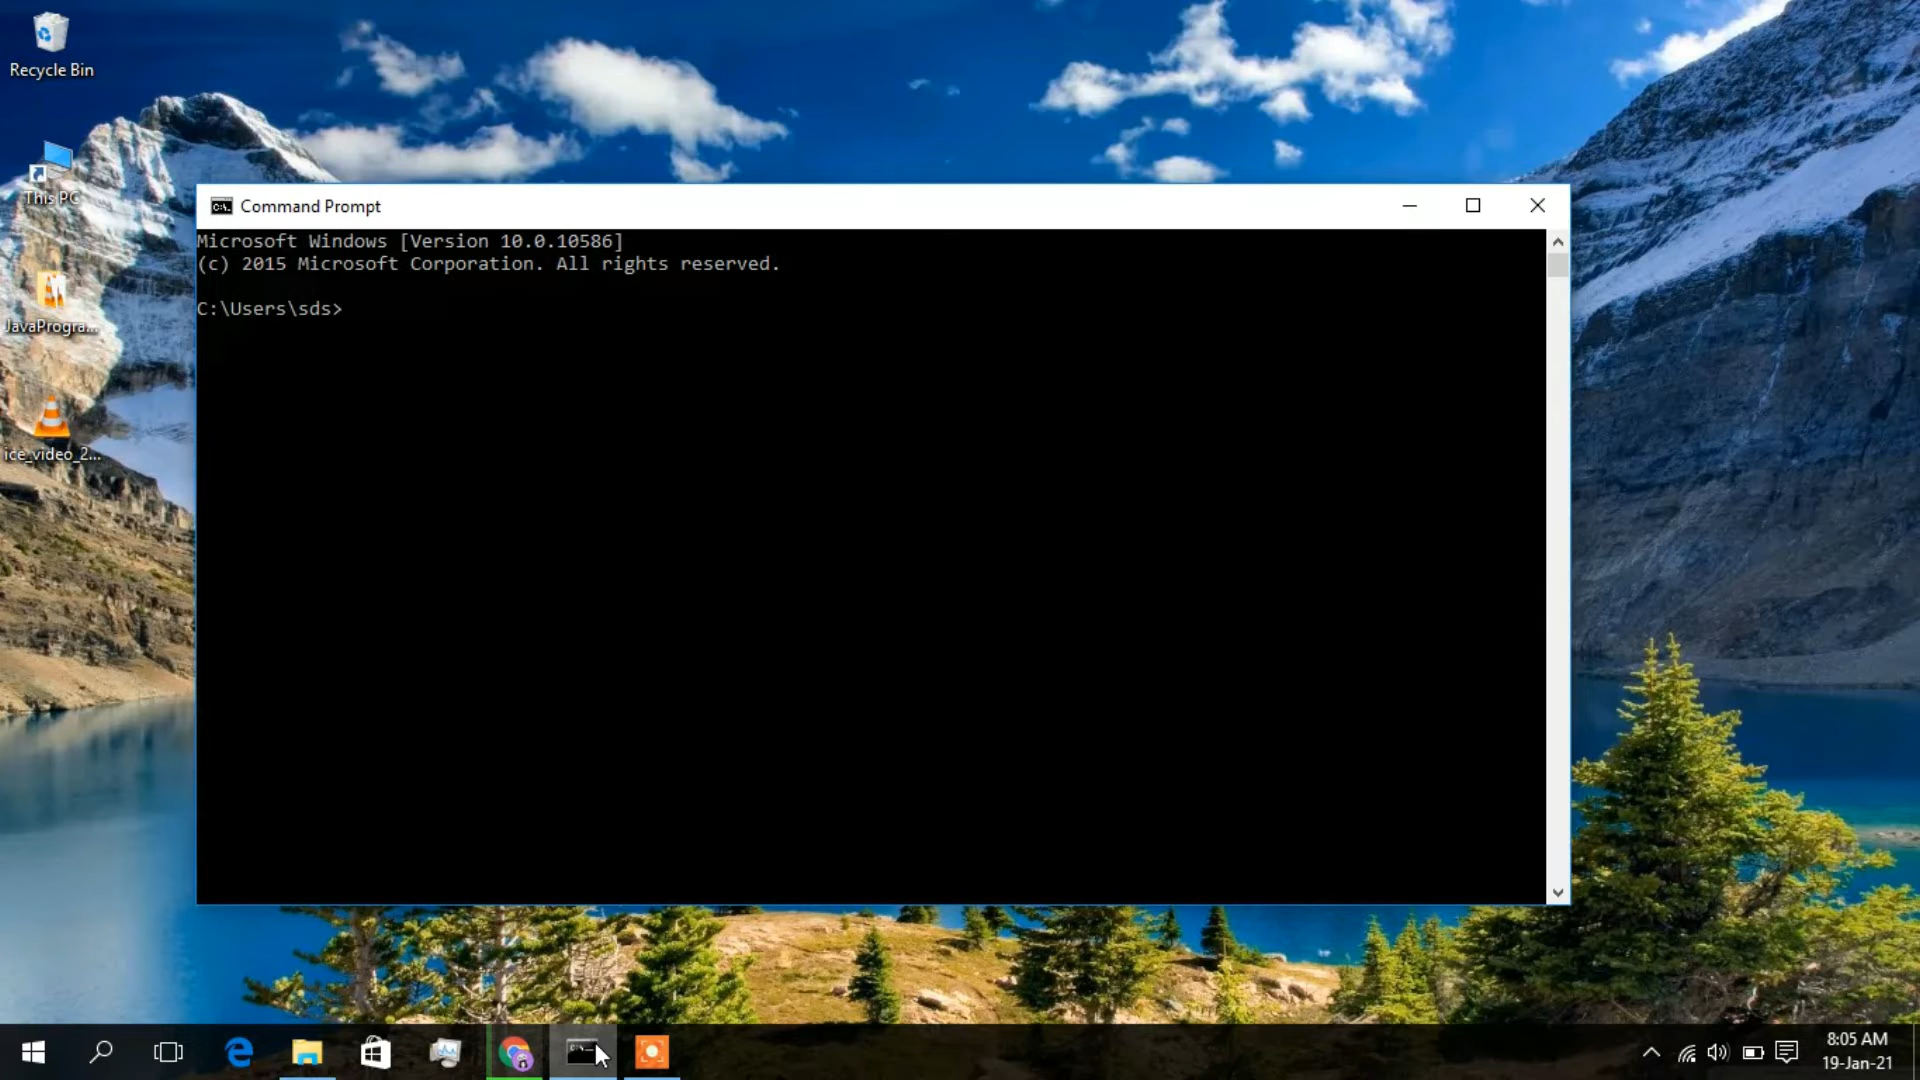 Recycle Bin
This PC
JavaProgra...
ice_video_2...
Command Prompt
Microsoft Windows [Version 10.0.10586]
(c) 2015 Microsoft Corporation. All rights reserved.
C:\Users\sds>
8:05 AM
19-Jan-21